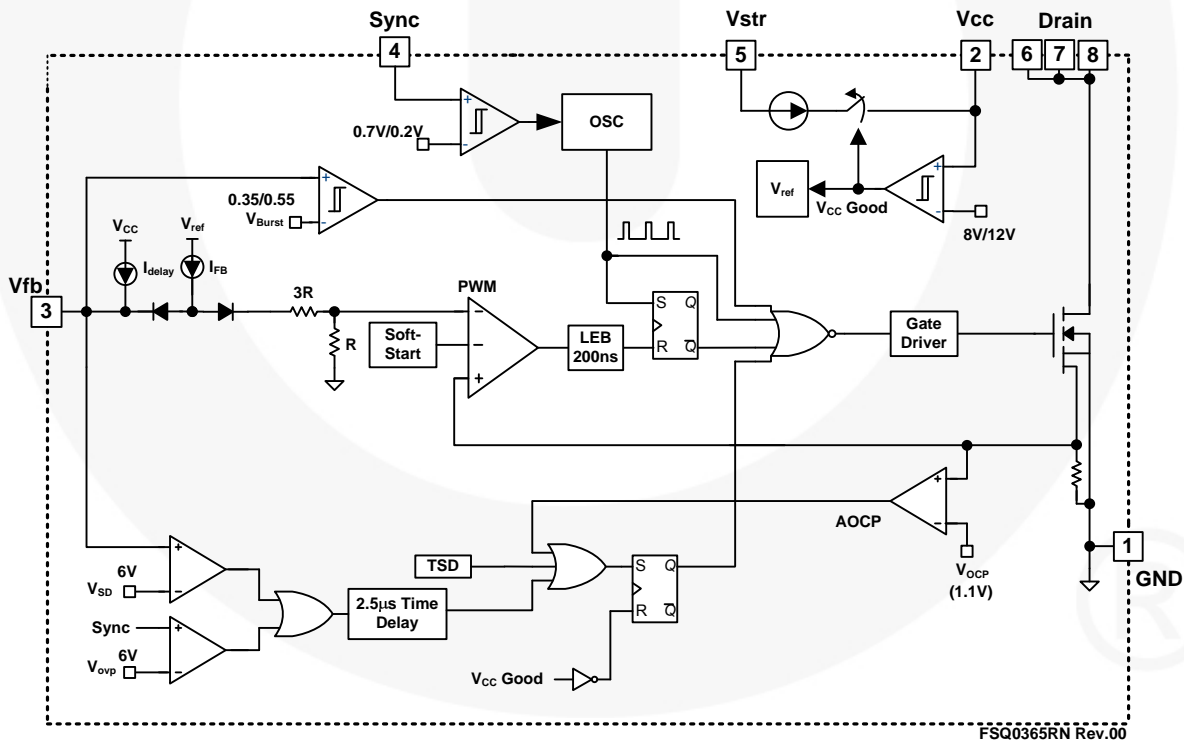 Sync
Vstr
Vcc
Drain
4
5
2
6
7
8
0.7V/0.2V
+
-
OSC
0.35/0.55
VBurst
+
-
Vref
VCC Good
+
-
8V/12V
VCC
Vref
Idelay
IFB
Vfb
3
3R
R
PWM
Soft-
Start
−
−
+
LEB
200ns
S
Q
R
Q
Gate
Driver
AOCP
+
-
VOCP
(1.1V)
1
GND
TSD
S
Q
R
Q
6V
VSD
+
-
Sync
6V
Vovp
+
-
2.5μs Time
Delay
VCC Good
®
FSQ0365RN Rev.00